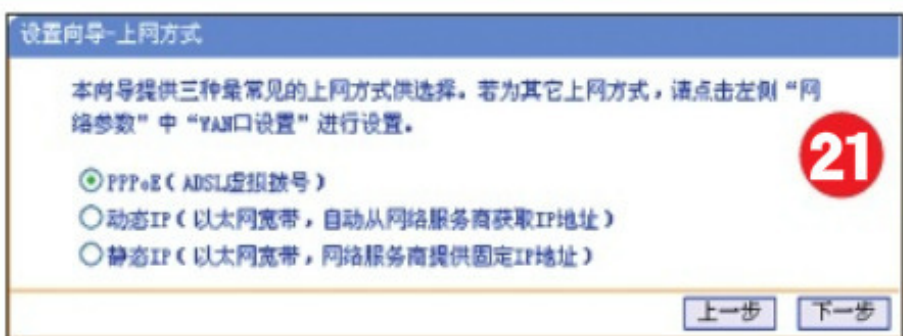 设置向导-上网方式
本向导提供三种最常见的上网方式供选择。若为其它上网方式，请点击左侧“网
络参数”中“WAN口设置”进行设置。
21
PPPoE（ADSL虚拟拨号）
动态IP（以太网宽带，自动从网络服务商获取IP地址）
静态IP（以太网宽带，网络服务商提供固定IP地址）
上一步 下一步